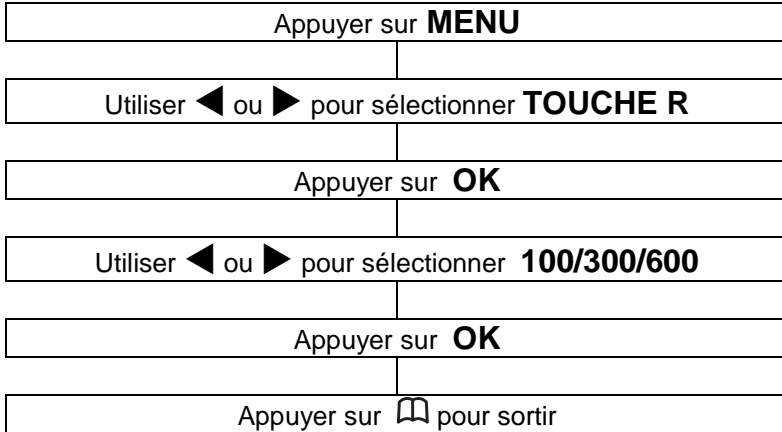 Appuyer sur MENU
Utiliser ◀ ou ▶ pour sélectionner TOUCHE R
Appuyer sur OK
Utiliser ◀ ou ▶ pour sélectionner 100/300/600
Appuyer sur OK
Appuyer sur 🕮 pour sortir